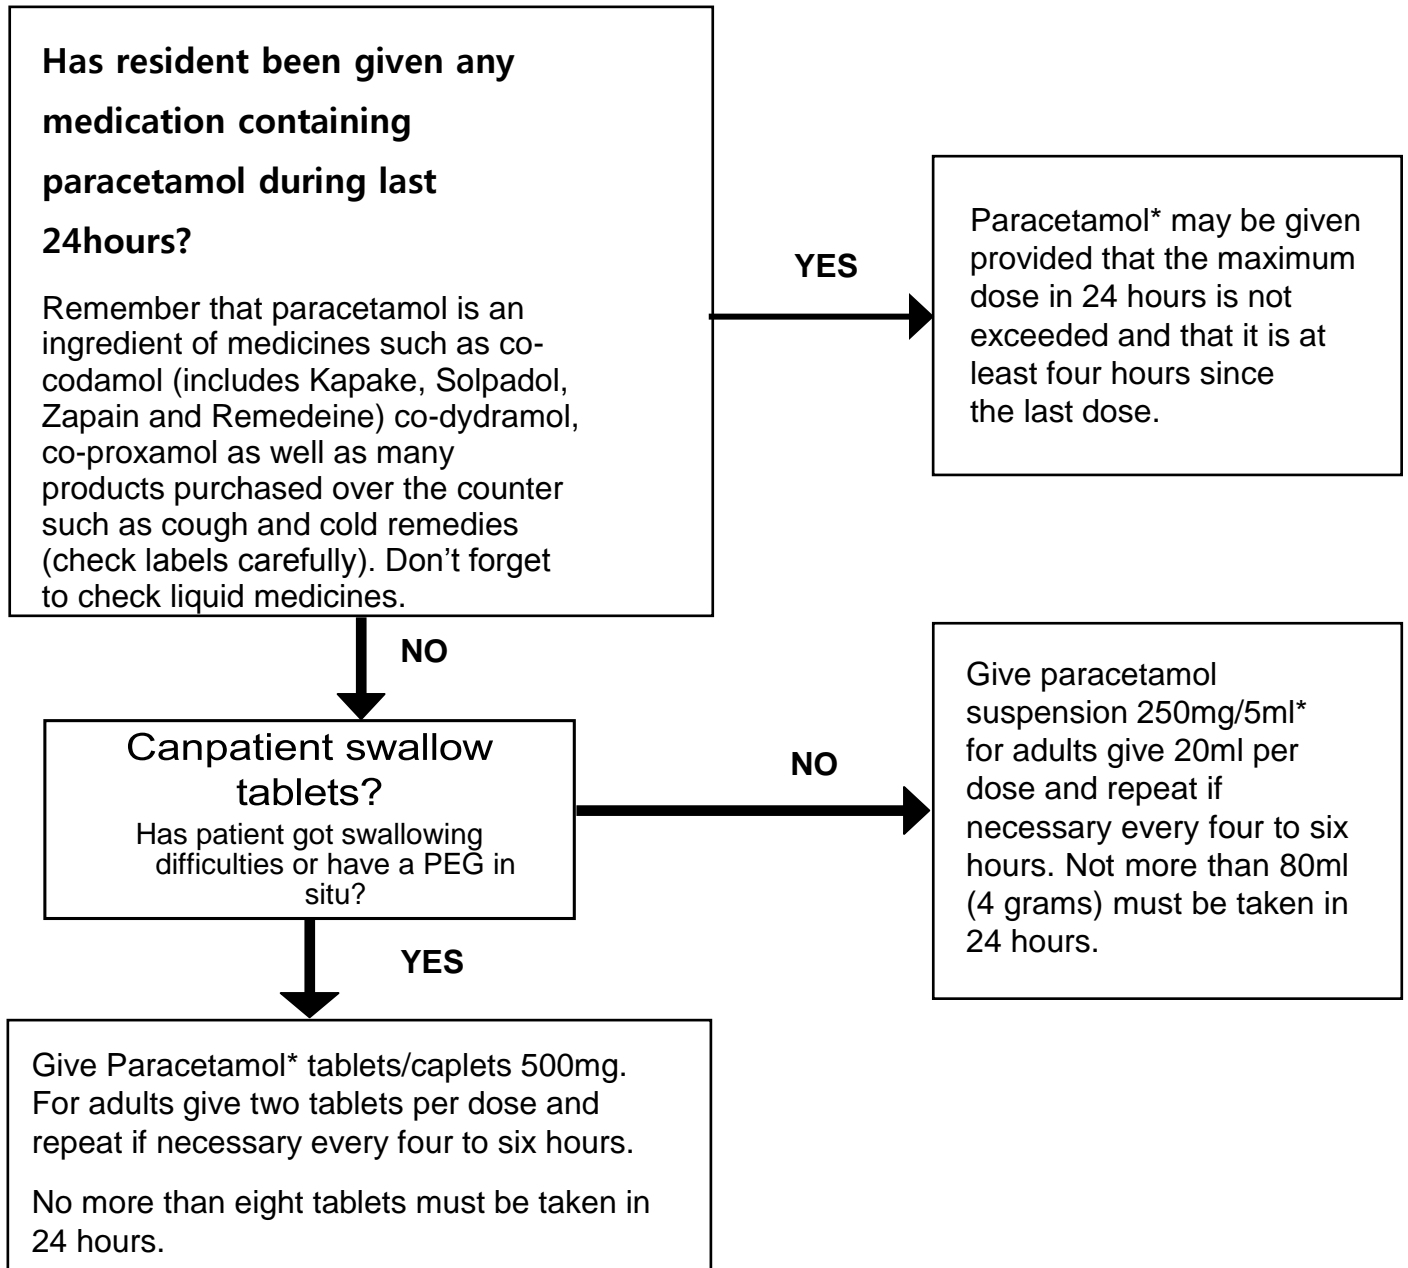 Has resident been given any
medication containing
paracetamol during last
24hours?
Remember that paracetamol is an
ingredient of medicines such as co-
codamol (includes Kapake, Solpadol,
Zapain and Remedeine) co-dydramol,
co-proxamol as well as many
products purchased over the counter
such as cough and cold remedies
(check labels carefully). Don’t forget
to check liquid medicines.
YES
Paracetamol* may be given
provided that the maximum
dose in 24 hours is not
exceeded and that it is at
least four hours since
the last dose.
NO
Canpatient swallow
tablets?
Has patient got swallowing
difficulties or have a PEG in
situ?
NO
Give paracetamol
suspension 250mg/5ml*
for adults give 20ml per
dose and repeat if
necessary every four to six
hours. Not more than 80ml
(4 grams) must be taken in
24 hours.
YES
Give Paracetamol* tablets/caplets 500mg.
For adults give two tablets per dose and
repeat if necessary every four to six hours.
No more than eight tablets must be taken in
24 hours.